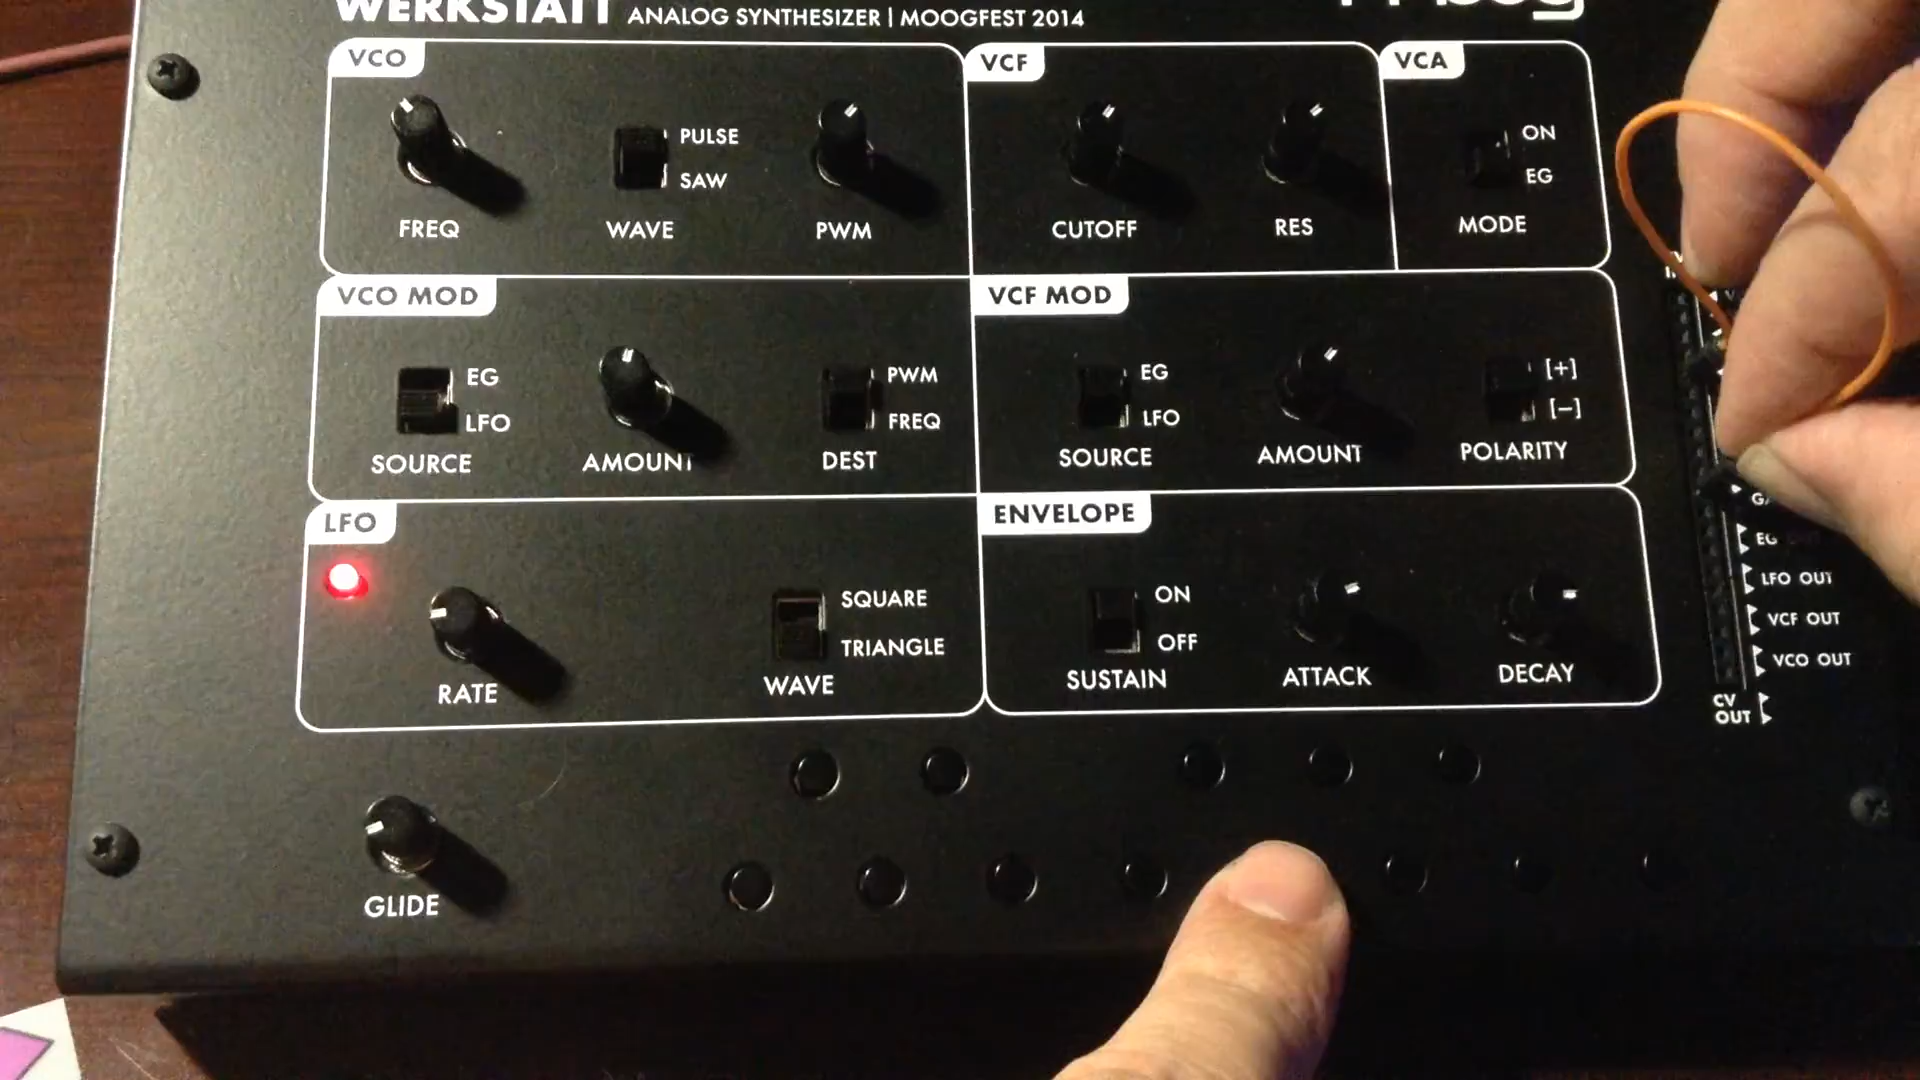 WERKSTATT ANALOG SYNTHESIZER | MOOGFEST 2014
moog
VCO
VCF
VCA
PULSE
SAW
ON
EG
FREQ
WAVE
PWM
CUTOFF
RES
MODE
VCO MOD
VCF MOD
EG
LFO
PWM
FREQ
EG
LFO
[+]
[−]
SOURCE
AMOUNT
DEST
SOURCE
AMOUNT
POLARITY
LFO
ENVELOPE
SQUARE
TRIANGLE
ON
OFF
RATE
WAVE
SUSTAIN
ATTACK
DECAY
GLIDE
EG
LFO OUT
VCF OUT
VCO OUT
CV
OUT